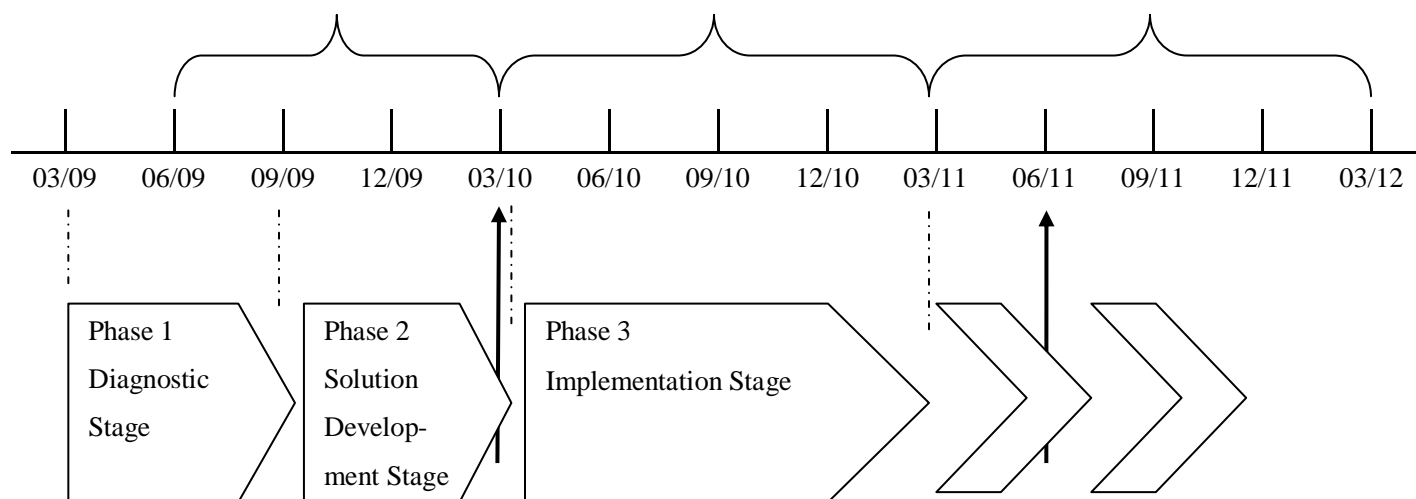 03/09 06/09 09/09 12/09 03/10 06/10 09/10 12/10 03/11 06/11 09/11 12/11 03/12
Phase 1
Diagnostic
Stage
Phase 2
Solution
Develop-
ment Stage
Phase 3
Implementation Stage